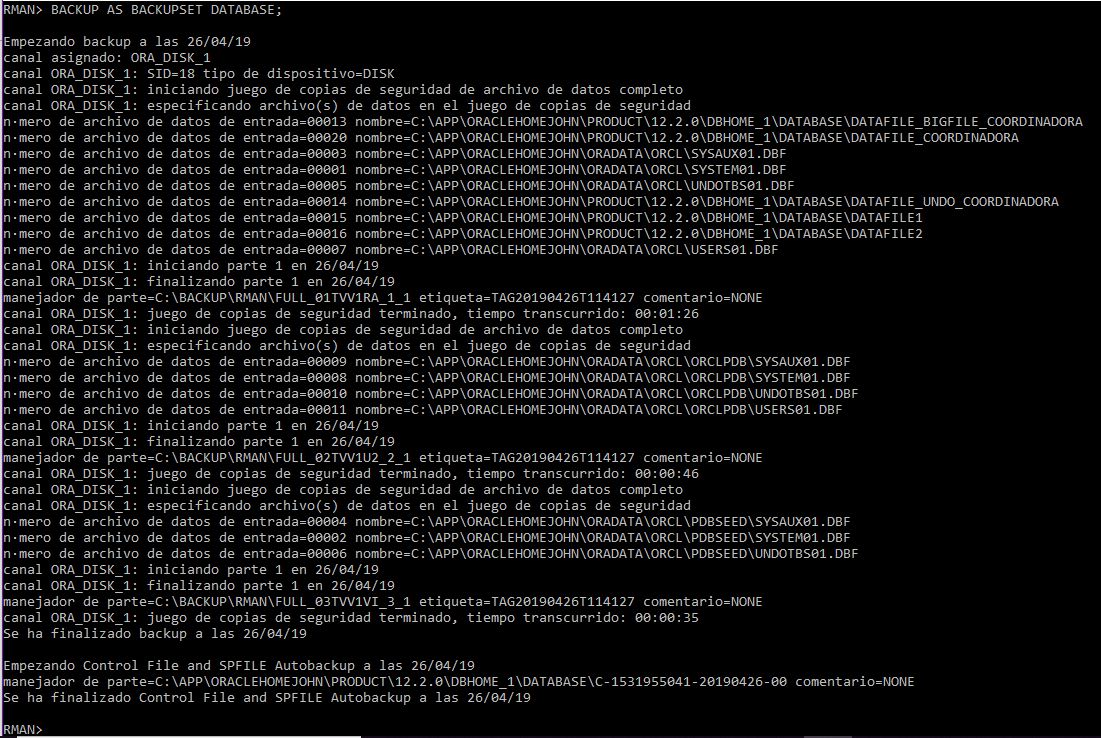 RMAN> BACKUP AS BACKUPSET DATABASE;
Empezando backup a las 26/04/19
canal asignado: ORA_DISK_1
canal ORA_DISK_1: SID=18 tipo de dispositivo=DISK
canal ORA_DISK_1: iniciando juego de copias de seguridad de archivo de datos completo
canal ORA_DISK_1: especificando archivo(s) de datos en el juego de copias de seguridad
n·mero de archivo de datos de entrada=00013 nombre=C:\APP\ORACLEHOMEJOHN\PRODUCT\12.2.0\DBHOME_1\DATABASE\DATAFILE_BIGFILE_COORDINADORA
n·mero de archivo de datos de entrada=00020 nombre=C:\APP\ORACLEHOMEJOHN\PRODUCT\12.2.0\DBHOME_1\DATABASE\DATAFILE_COORDINADORA
n·mero de archivo de datos de entrada=00003 nombre=C:\APP\ORACLEHOMEJOHN\ORADATA\ORCL\SYSAUX01.DBF
n·mero de archivo de datos de entrada=00001 nombre=C:\APP\ORACLEHOMEJOHN\ORADATA\ORCL\SYSTEM01.DBF
n·mero de archivo de datos de entrada=00005 nombre=C:\APP\ORACLEHOMEJOHN\ORADATA\ORCL\UNDOTBS01.DBF
n·mero de archivo de datos de entrada=00014 nombre=C:\APP\ORACLEHOMEJOHN\PRODUCT\12.2.0\DBHOME_1\DATABASE\DATAFILE_UNDO_COORDINADORA
n·mero de archivo de datos de entrada=00015 nombre=C:\APP\ORACLEHOMEJOHN\PRODUCT\12.2.0\DBHOME_1\DATABASE\DATAFILE1
n·mero de archivo de datos de entrada=00016 nombre=C:\APP\ORACLEHOMEJOHN\PRODUCT\12.2.0\DBHOME_1\DATABASE\DATAFILE2
n·mero de archivo de datos de entrada=00007 nombre=C:\APP\ORACLEHOMEJOHN\ORADATA\ORCL\USERS01.DBF
canal ORA_DISK_1: iniciando parte 1 en 26/04/19
canal ORA_DISK_1: finalizando parte 1 en 26/04/19
manejador de parte=C:\BACKUP\RMAN\FULL_01TVV1RA_1_1 etiqueta=TAG20190426T114127 comentario=NONE
canal ORA_DISK_1: juego de copias de seguridad terminado, tiempo transcurrido: 00:01:26
canal ORA_DISK_1: iniciando juego de copias de seguridad de archivo de datos completo
canal ORA_DISK_1: especificando archivo(s) de datos en el juego de copias de seguridad
n·mero de archivo de datos de entrada=00009 nombre=C:\APP\ORACLEHOMEJOHN\ORADATA\ORCL\ORCLPDB\SYSAUX01.DBF
n·mero de archivo de datos de entrada=00008 nombre=C:\APP\ORACLEHOMEJOHN\ORADATA\ORCL\ORCLPDB\SYSTEM01.DBF
n·mero de archivo de datos de entrada=00010 nombre=C:\APP\ORACLEHOMEJOHN\ORADATA\ORCL\ORCLPDB\UNDOTBS01.DBF
n·mero de archivo de datos de entrada=00011 nombre=C:\APP\ORACLEHOMEJOHN\ORADATA\ORCL\ORCLPDB\USERS01.DBF
canal ORA_DISK_1: iniciando parte 1 en 26/04/19
canal ORA_DISK_1: finalizando parte 1 en 26/04/19
manejador de parte=C:\BACKUP\RMAN\FULL_02TVV1U2_2_1 etiqueta=TAG20190426T114127 comentario=NONE
canal ORA_DISK_1: juego de copias de seguridad terminado, tiempo transcurrido: 00:00:46
canal ORA_DISK_1: iniciando juego de copias de seguridad de archivo de datos completo
canal ORA_DISK_1: especificando archivo(s) de datos en el juego de copias de seguridad
n·mero de archivo de datos de entrada=00004 nombre=C:\APP\ORACLEHOMEJOHN\ORADATA\ORCL\PDBSEED\SYSAUX01.DBF
n·mero de archivo de datos de entrada=00002 nombre=C:\APP\ORACLEHOMEJOHN\ORADATA\ORCL\PDBSEED\SYSTEM01.DBF
n·mero de archivo de datos de entrada=00006 nombre=C:\APP\ORACLEHOMEJOHN\ORADATA\ORCL\PDBSEED\UNDOTBS01.DBF
canal ORA_DISK_1: iniciando parte 1 en 26/04/19
canal ORA_DISK_1: finalizando parte 1 en 26/04/19
manejador de parte=C:\BACKUP\RMAN\FULL_03TVV1VI_3_1 etiqueta=TAG20190426T114127 comentario=NONE
canal ORA_DISK_1: juego de copias de seguridad terminado, tiempo transcurrido: 00:00:35
Se ha finalizado backup a las 26/04/19
Empezando Control File and SPFILE Autobackup a las 26/04/19
manejador de parte=C:\APP\ORACLEHOMEJOHN\PRODUCT\12.2.0\DBHOME_1\DATABASE\C-1531955041-20190426-00 comentario=NONE
Se ha finalizado Control File and SPFILE Autobackup a las 26/04/19
RMAN>